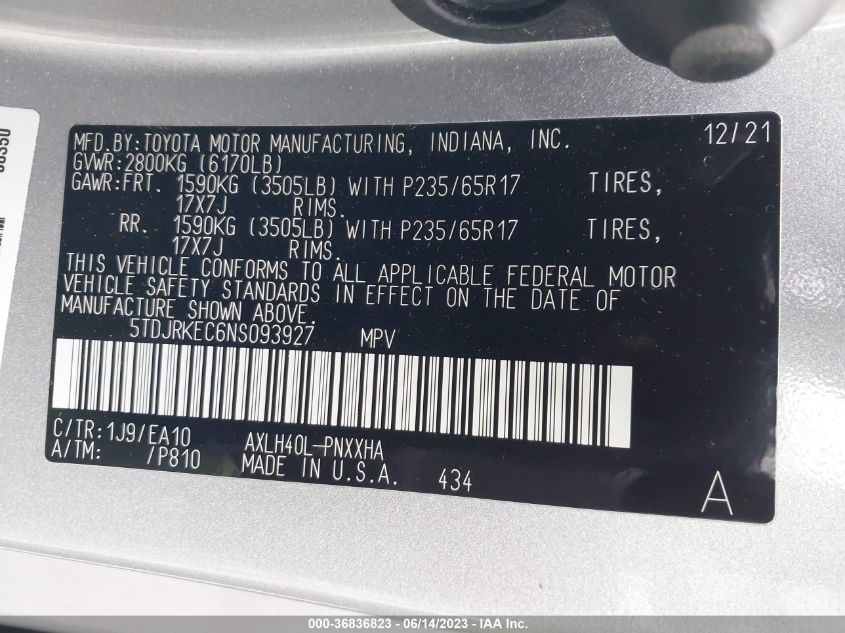 MFD.BY:TOYOTA MOTOR MANUFACTURING, INDIANA, INC. 12/21
GVWR:2800KG (6170LB)
GAWR:FRT. 1590KG (3505LB) WITH P235/65R17 TIRES,
17X7J RIMS.
RR. 1590KG (3505LB) WITH P235/65R17 TIRES,
17X7J RIMS.
THIS VEHICLE CONFORMS TO ALL APPLICABLE FEDERAL MOTOR
VEHICLE SAFETY STANDARDS IN EFFECT ON THE DATE OF
MANUFACTURE SHOWN ABOVE.
5TDJRKEC6NS093927 MPV
C/TR:1J9/EA10 AXLH40L-PNXXHA
A/TM: /P810 MADE IN U.S.A. 434
A
000-36836823 - 06/14/2023 - IAAI Inc.